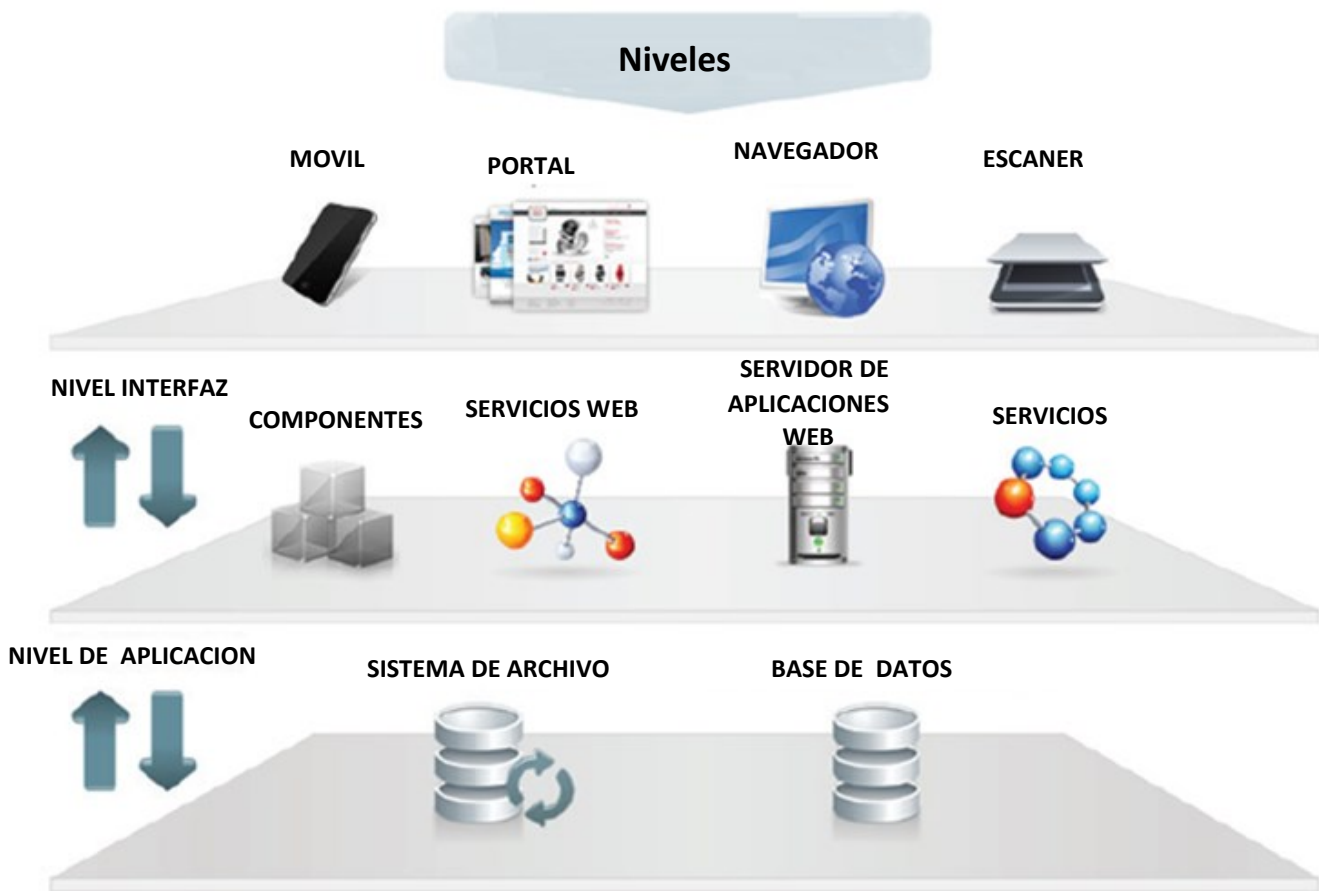 Niveles
MOVIL
PORTAL
NAVEGADOR
ESCANER
NIVEL INTERFAZ
COMPONENTES
SERVICIOS WEB
SERVIDOR DE
APLICACIONES
WEB
SERVICIOS
NIVEL DE APLICACION
SISTEMA DE ARCHIVO
BASE DE DATOS